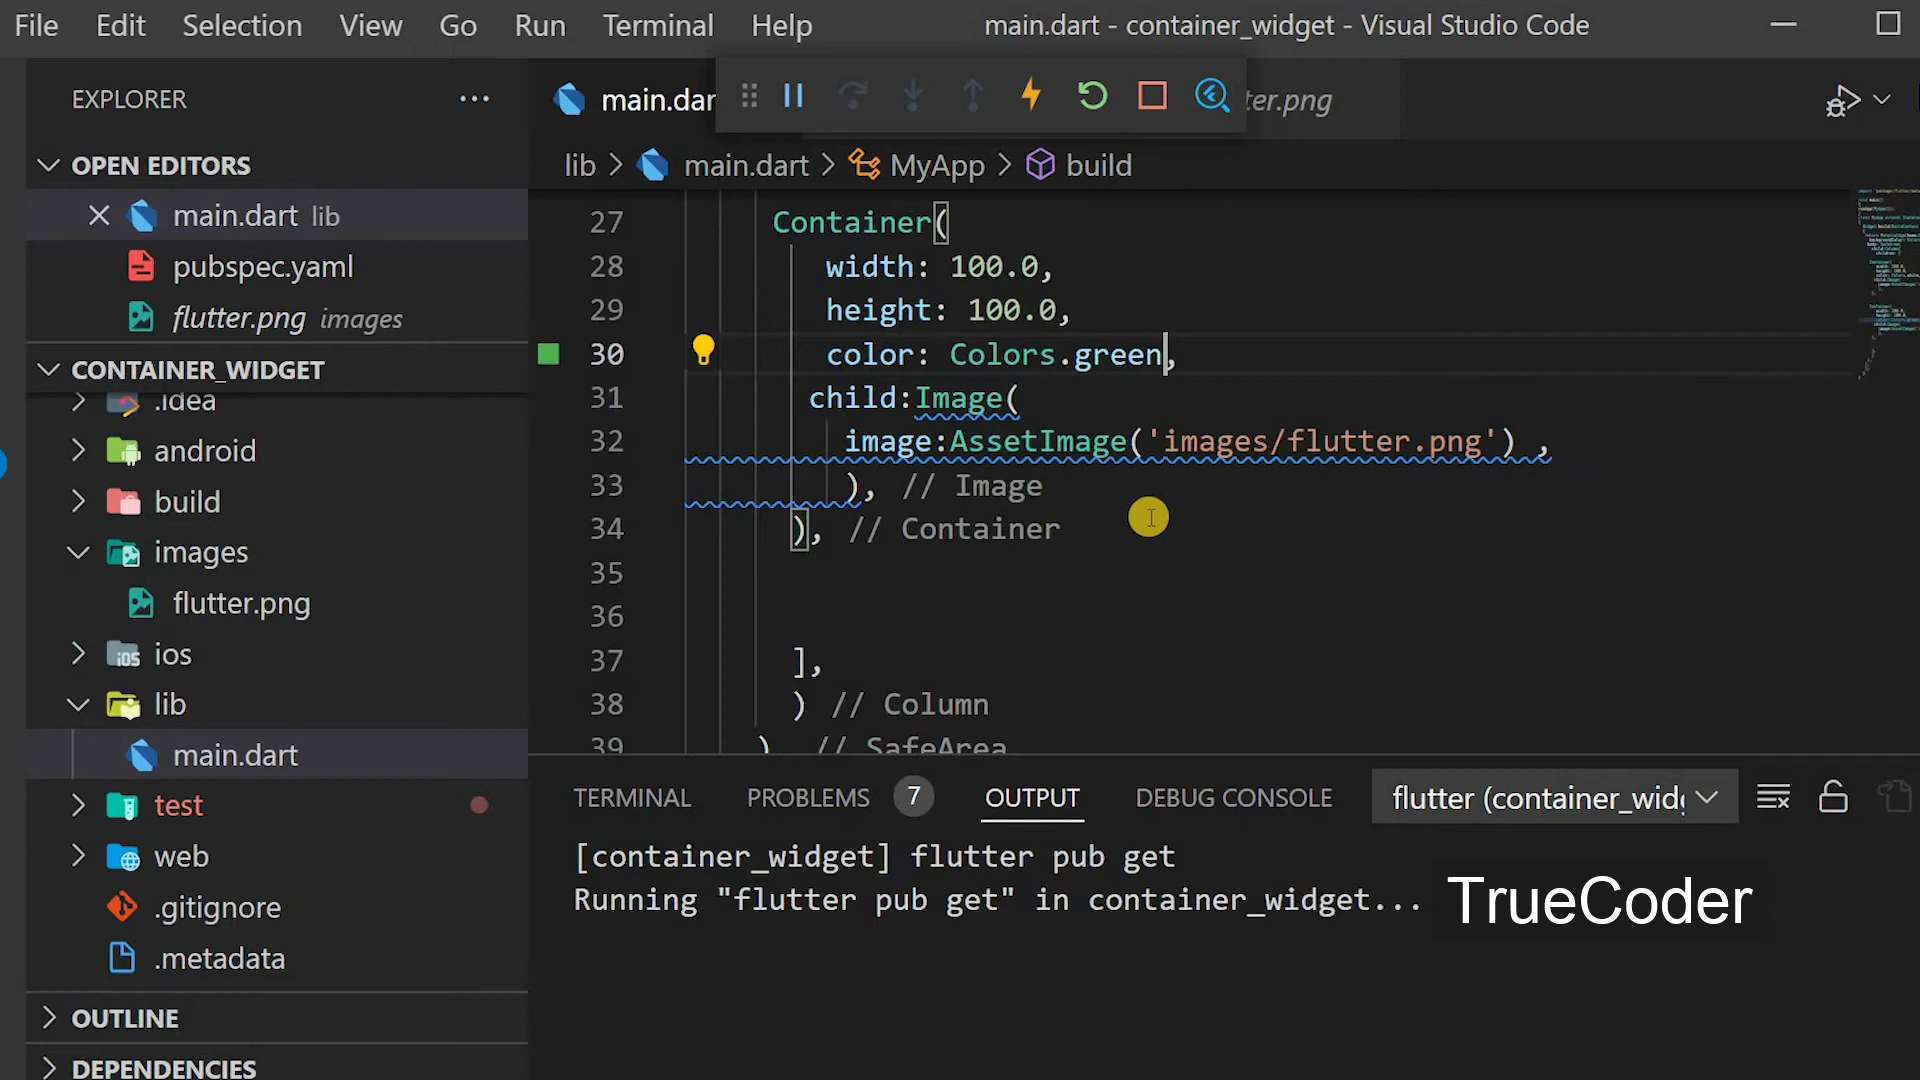 File Edit Selection View Go Run Terminal Help main.dart - container_widget - Visual Studio Code
EXPLORER
main.dar
ter.png
OPEN EDITORS
lib > main.dart > MyApp > build
main.dart lib
pubspec.yaml
flutter.png images
CONTAINER_WIDGET
.idea
android
build
images
flutter.png
ios
lib
main.dart
test
web
.gitignore
.metadata
OUTLINE
DEPENDENCIES
27 Container(
28 width: 100.0,
29 height: 100.0,
30 color: Colors.green,
31 child:Image(
32 image:AssetImage('images/flutter.png') ,
33 ), // Image
34 ), // Container
35
36
37 ],
38 ) // Column
39 ) // SafeArea
TERMINAL PROBLEMS 7 OUTPUT DEBUG CONSOLE flutter (container_widg
[container_widget] flutter pub get
Running "flutter pub get" in container_widget...
TrueCoder